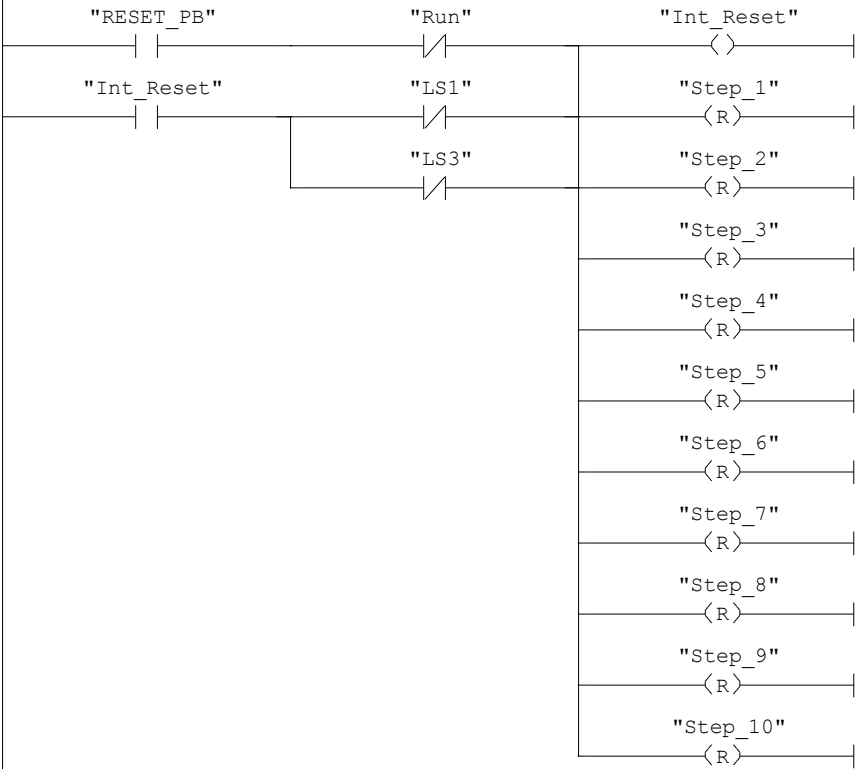 "RESET_PB" "Run" "Int_Reset"
"Int_Reset" "LS1" "Step_1"
R
"LS3" "Step_2"
R
"Step_3"
R
"Step_4"
R
"Step_5"
R
"Step_6"
R
"Step_7"
R
"Step_8"
R
"Step_9"
R
"Step_10"
R